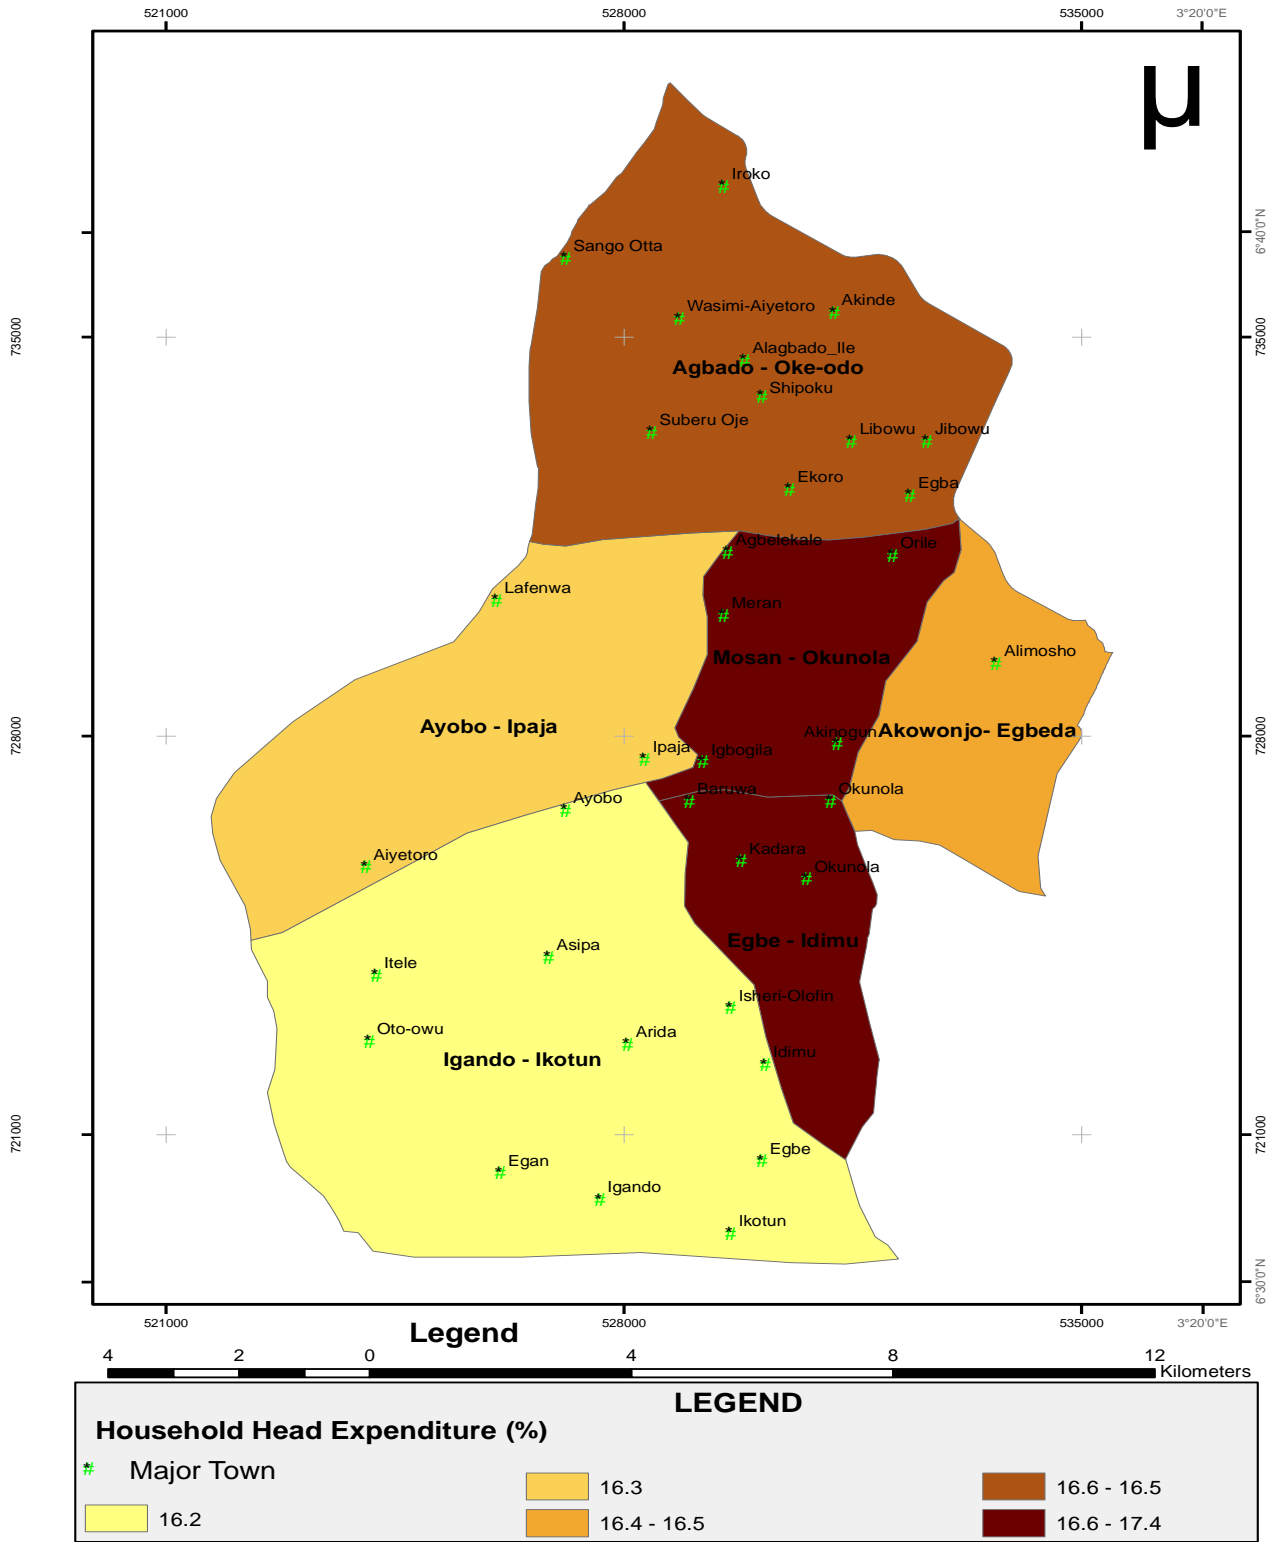 521000 528000 535000 3°20'0"E
µ
Iroko
6°40'0"N
Sango Otta
Akinde
Wasimi-Aiyetoro
735000 735000
Alagbado_Ile
Agbado - Oke-odo
Shipoku
Suberu Oje
Libowu Jibowu
Ekoro
Egba
Agbelekale Orile
Lafenwa
Meran
Alimosho
Mosan - Okunola
Ayobo - Ipaja
Akinogun Akowonjo- Egbeda
728000 728000
Ipaja Igbogila
Baruwa Okunola
Ayobo
Kadara
Aiyetoro
Okunola
Egbe - Idimu
Asipa
Itele
Isheri-Olofin
Oto-owu
Arida
Idimu
Igando - Ikotun
721000 721000
Egbe
Egan
Igando
Ikotun
6°30'0"N
521000 528000 535000 3°20'0"E
Legend
4 2 0 4 8 12
Kilometers
LEGEND
Household Head Expenditure (%)
Major Town
16.2
16.3
16.4 - 16.5
16.6 - 16.5
16.6 - 17.4